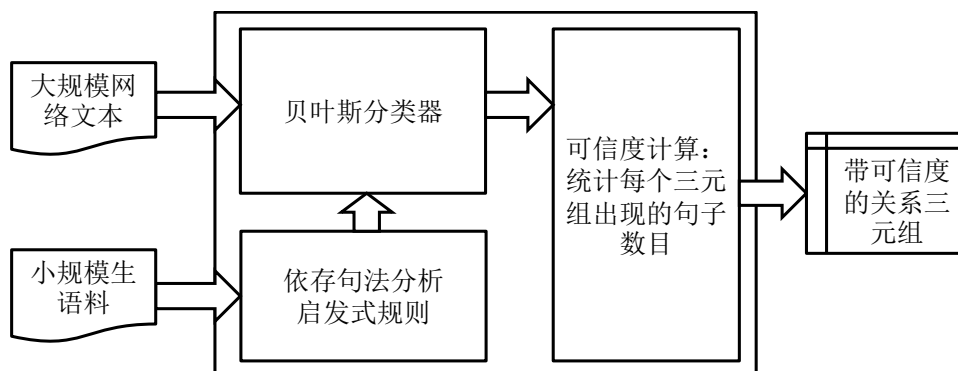 大规模网
络文本
贝叶斯分类器
可信度计算：
统计每个三元
组出现的句子
数目
带可信度
的关系三
元组
小规模生
语料
依存句法分析
启发式规则